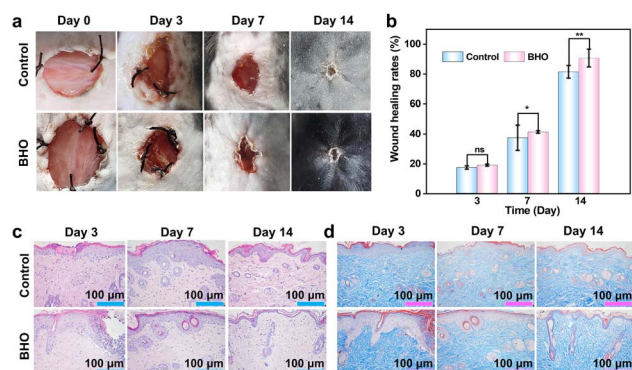 a
Day 0 Day 3 Day 7 Day 14
Control
BHO
b
Wound healing rates (%)
100
80
60
40
20
0
Control BHO
ns
*
**
3 7 14
Time (Day)
c
Day 3 Day 7 Day 14
Control
100 μm 100 μm 100 μm
BHO
100 μm 100 μm 100 μm
d
Day 3 Day 7 Day 14
100 μm 100 μm 100 μm
100 μm 100 μm 100 μm